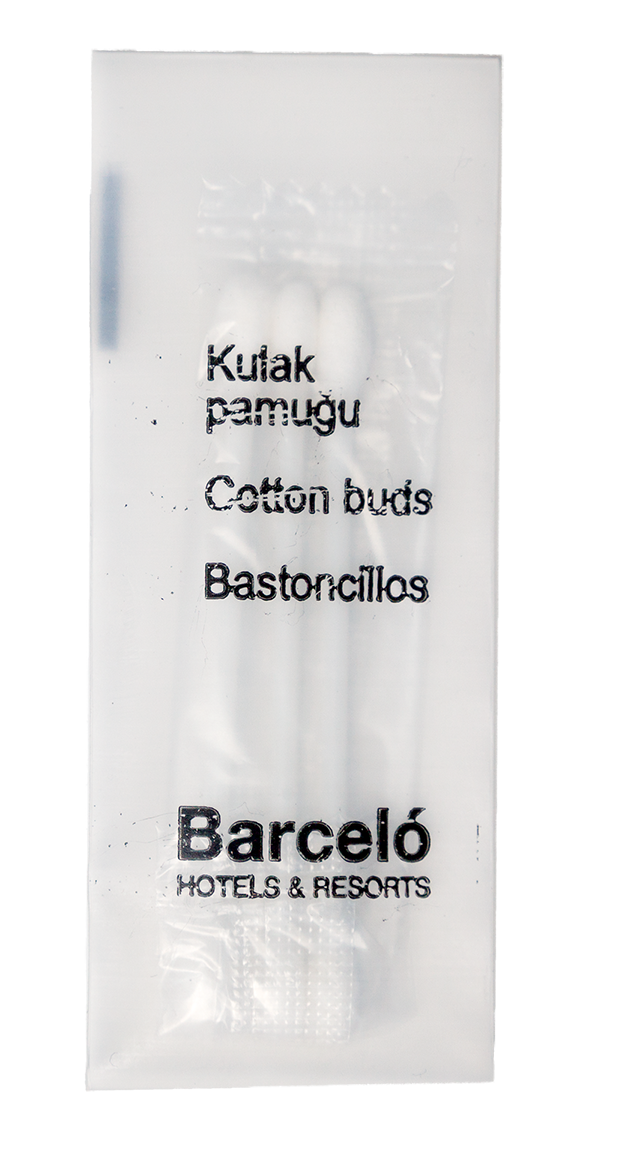 Kulak
pamuğu
Cotton buds
Bastoncillos
Barceló
HOTELS & RESORTS